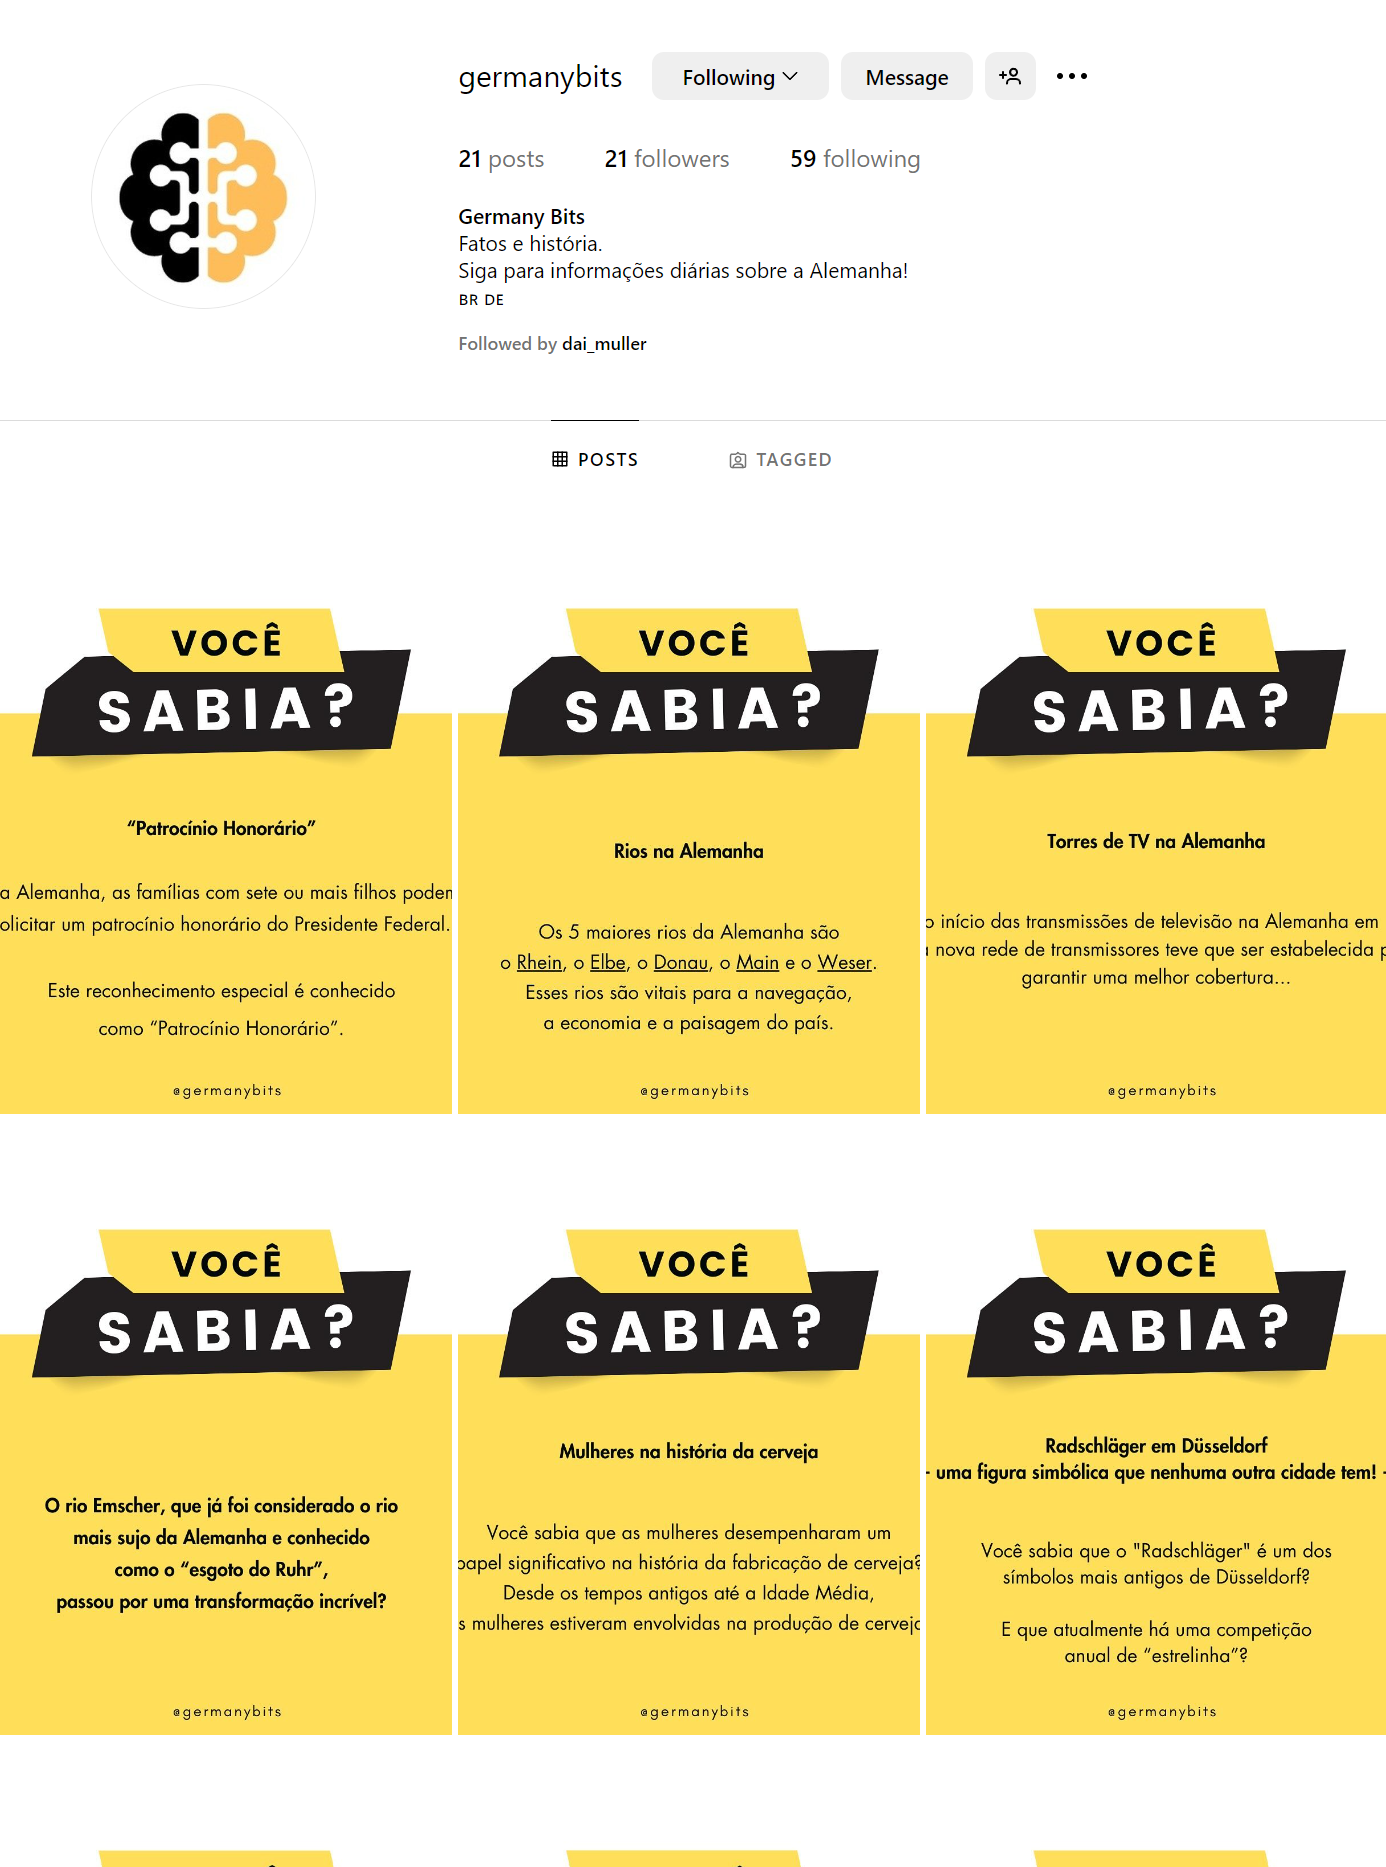 germanybits
Following
Message
21 posts
21 followers
59 following
Germany Bits
Fatos e história.
Siga para informações diárias sobre a Alemanha!
BR DE
Followed by dai_muller
POSTS
TAGGED
VOCÊ
SABIA?
“Patrocínio Honorário”
a Alemanha, as famílias com sete ou mais filhos podem
olicitar um patrocínio honorário do Presidente Federal.
Este reconhecimento especial é conhecido
como “Patrocínio Honorário”.
@germanybits
VOCÊ
SABIA?
Rios na Alemanha
Os 5 maiores rios da Alemanha são
o Rhein, o Elbe, o Donau, o Main e o Weser.
Esses rios são vitais para a navegação,
a economia e a paisagem do país.
@germanybits
VOCÊ
SABIA?
Torres de TV na Alemanha
o início das transmissões de televisão na Alemanha em
a nova rede de transmissores teve que ser estabelecida p
garantir uma melhor cobertura...
@germanybits
VOCÊ
SABIA?
O rio Emscher, que já foi considerado o rio
mais sujo da Alemanha e conhecido
como o “esgoto do Ruhr”,
passou por uma transformação incrível?
@germanybits
VOCÊ
SABIA?
Mulheres na história da cerveja
Você sabia que as mulheres desempenharam um
papel significativo na história da fabricação de cerveja?
Desde os tempos antigos até a Idade Média,
s mulheres estiveram envolvidas na produção de cerveja
@germanybits
VOCÊ
SABIA?
Radschläger em Düsseldorf
- uma figura simbólica que nenhuma outra cidade tem! -
Você sabia que o "Radschläger" é um dos
símbolos mais antigos de Düsseldorf?
E que atualmente há uma competição
anual de “estrelinha”?
@germanybits